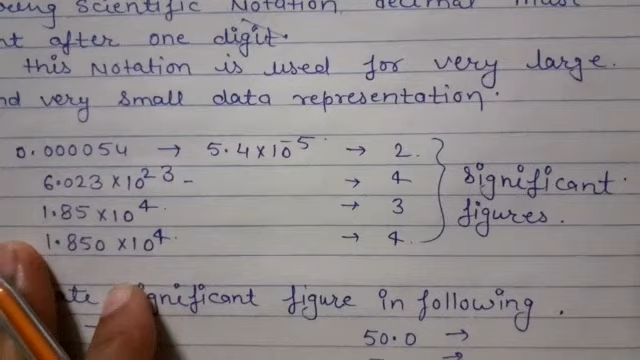 Scientific Notation, decimal must
after one digit.
this Notation is used for very large.
very small data representation.
0.000054 → 5.4×10⁻⁵ → 2
6.023 ×10²³ - → 4
1.85 ×10⁴. → 3
1.850 ×10⁴. → 4
Significant
figures.
significant figure in following.
50.0 →